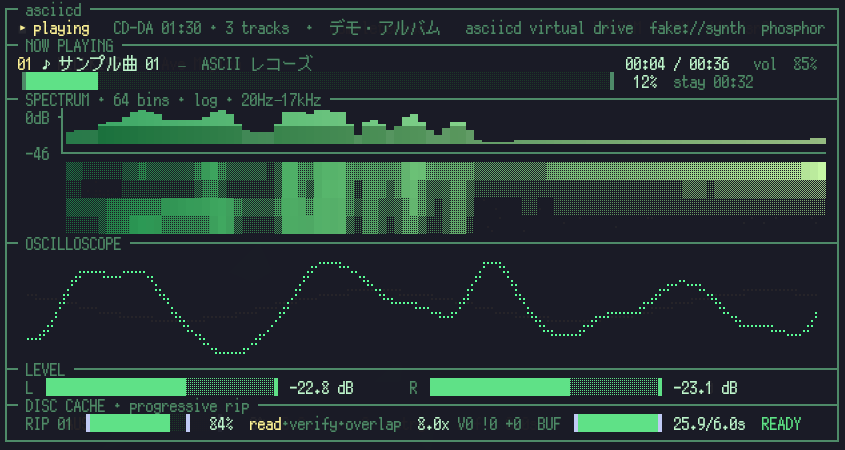 asciicd
▸ playing CD-DA 01:30 • 3 tracks • デモ・アルバム asciicd virtual drive fake://synth phosphor
NOW PLAYING
01 ♪ サンプル曲 01 — ASCII レコーズ 00:04 / 00:36 vol 85%
12% stay 00:32
SPECTRUM • 64 bins • log • 20Hz-17kHz
0dB
-46
OSCILLOSCOPE
LEVEL
L -22.8 dB R -23.1 dB
DISC CACHE • progressive rip
RIP 01 84% read•verify•overlap 8.0x V0 !0 +0 BUF 25.9/6.0s READY